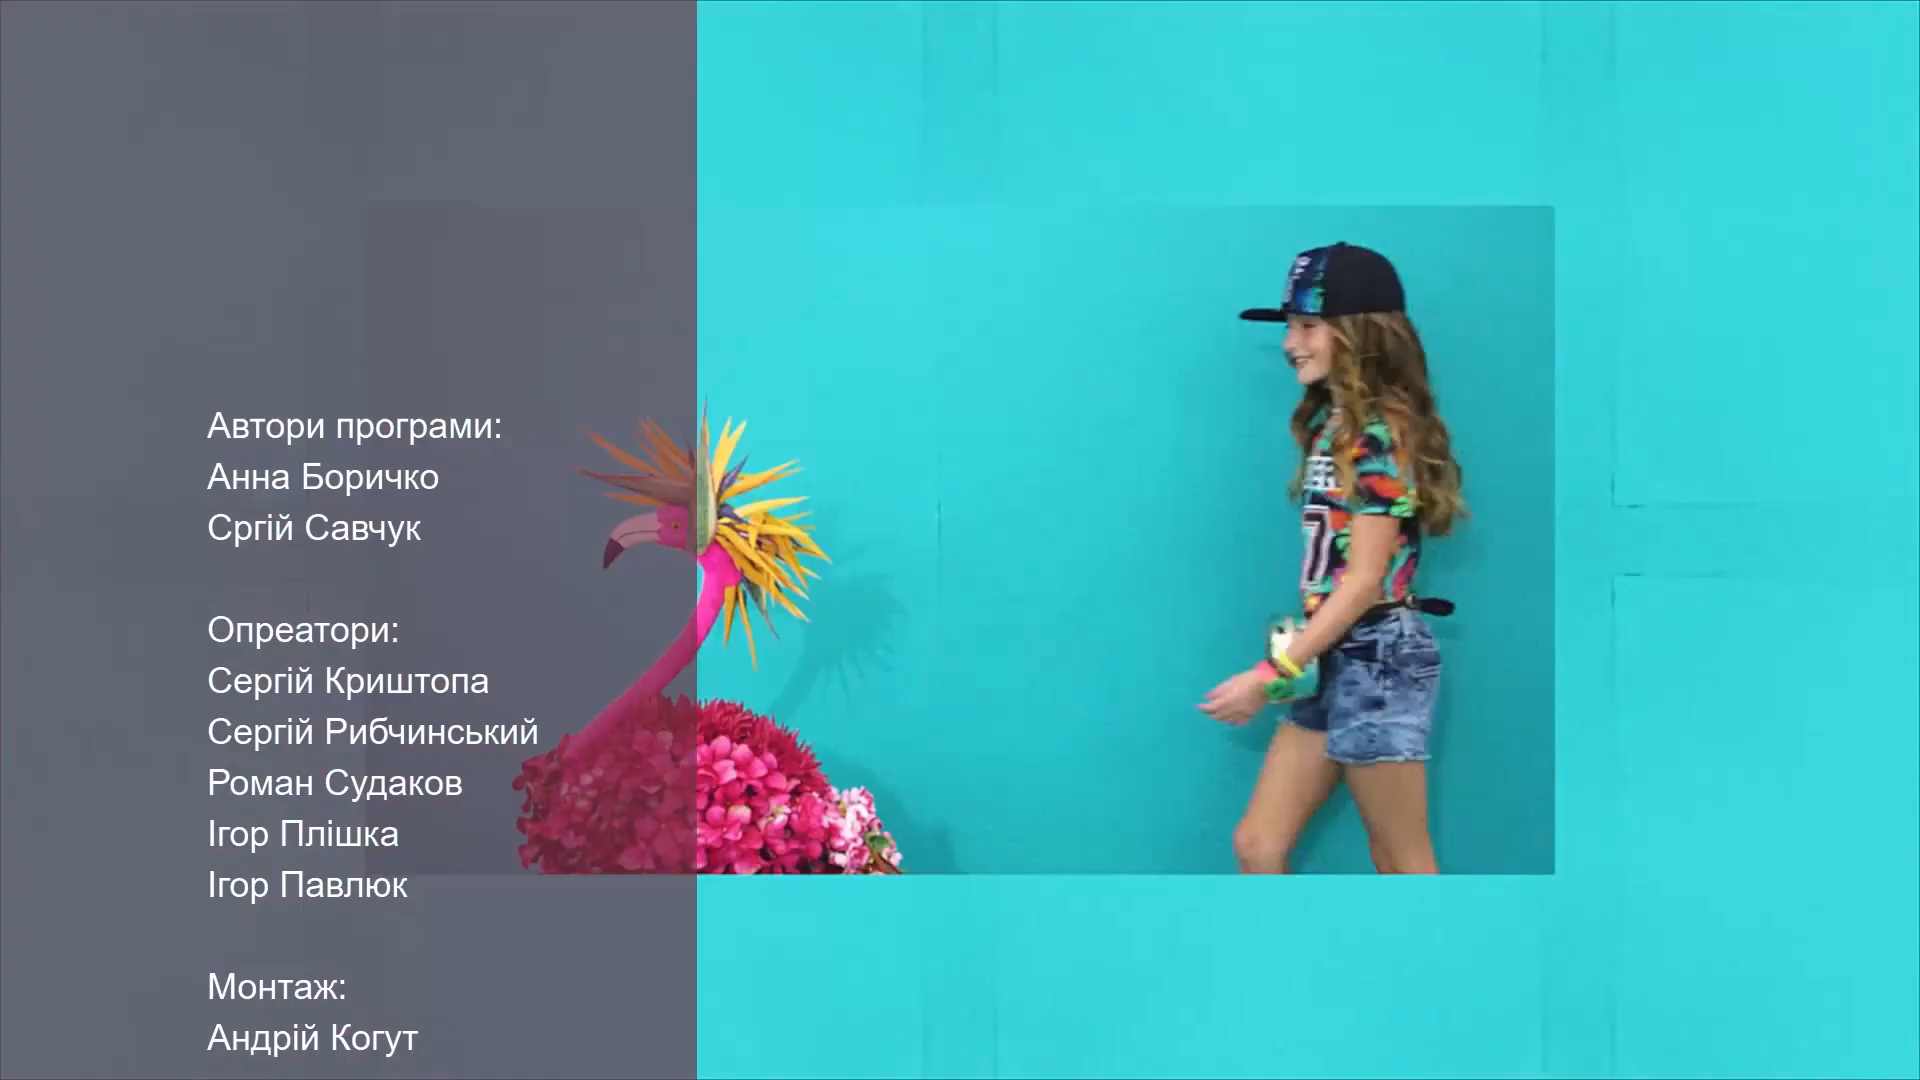 Автори програми:
Анна Боричко
Сргій Савчук
Опреатори:
Сергій Криштопа
Сергій Рибчинський
Роман Судаков
Ігор Плішка
Ігор Павлюк
Монтаж:
Андрій Когут